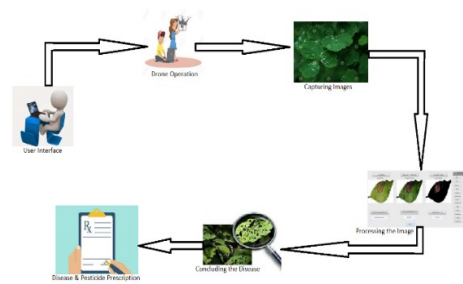 Drone Operation
Capturing Images
User Interface
Processing the Image
Concluding the Disease
Rx
Disease & Pesticide Prescription